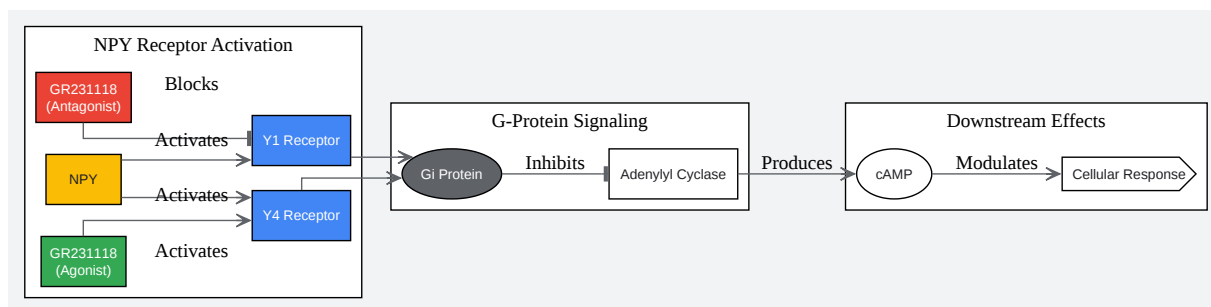 NPY Receptor Activation
GR231118
(Antagonist)
Blocks
Activates
Y1 Receptor
NPY
Activates
Y4 Receptor
GR231118
(Agonist)
Activates
G-Protein Signaling
Gi Protein
Inhibits
Adenylyl Cyclase
Produces
Downstream Effects
cAMP
Modulates
Cellular Response